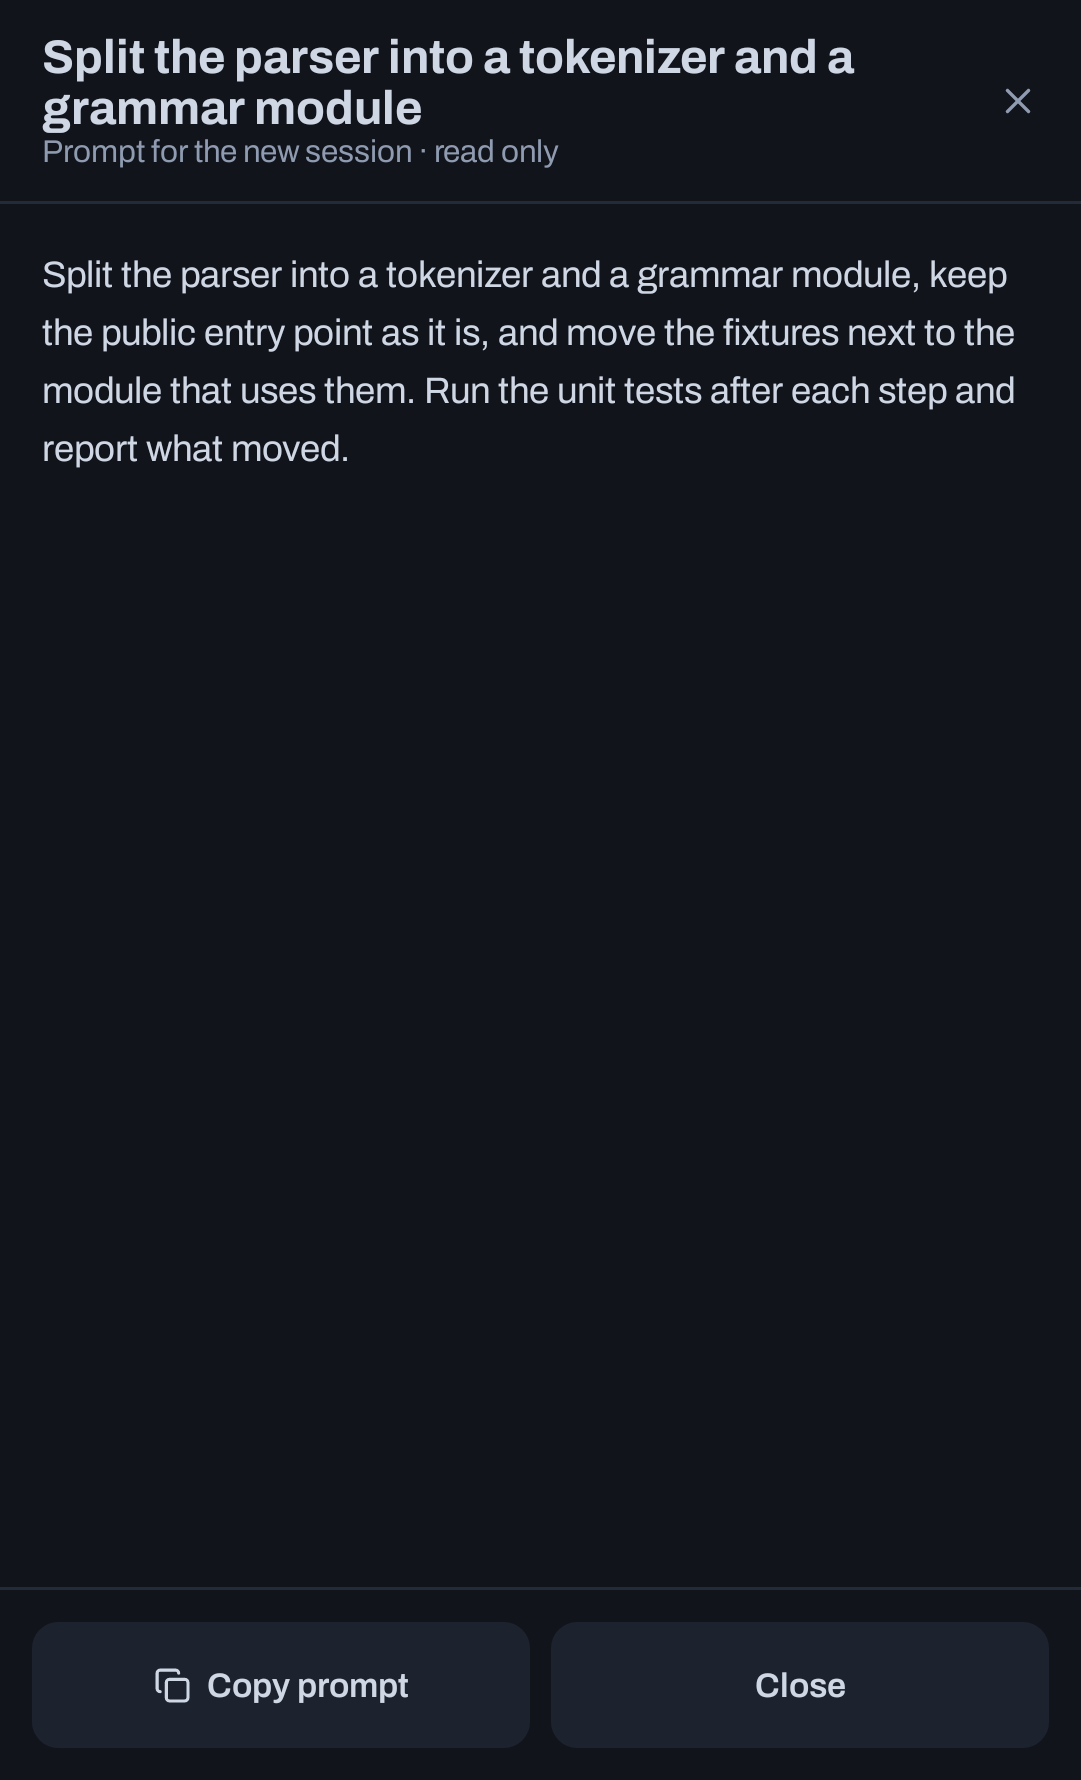 Split the parser into a tokenizer and a
grammar module
Prompt for the new session · read only
Split the parser into a tokenizer and a grammar module, keep
the public entry point as it is, and move the fixtures next to the
module that uses them. Run the unit tests after each step and
report what moved.
Copy prompt
Close